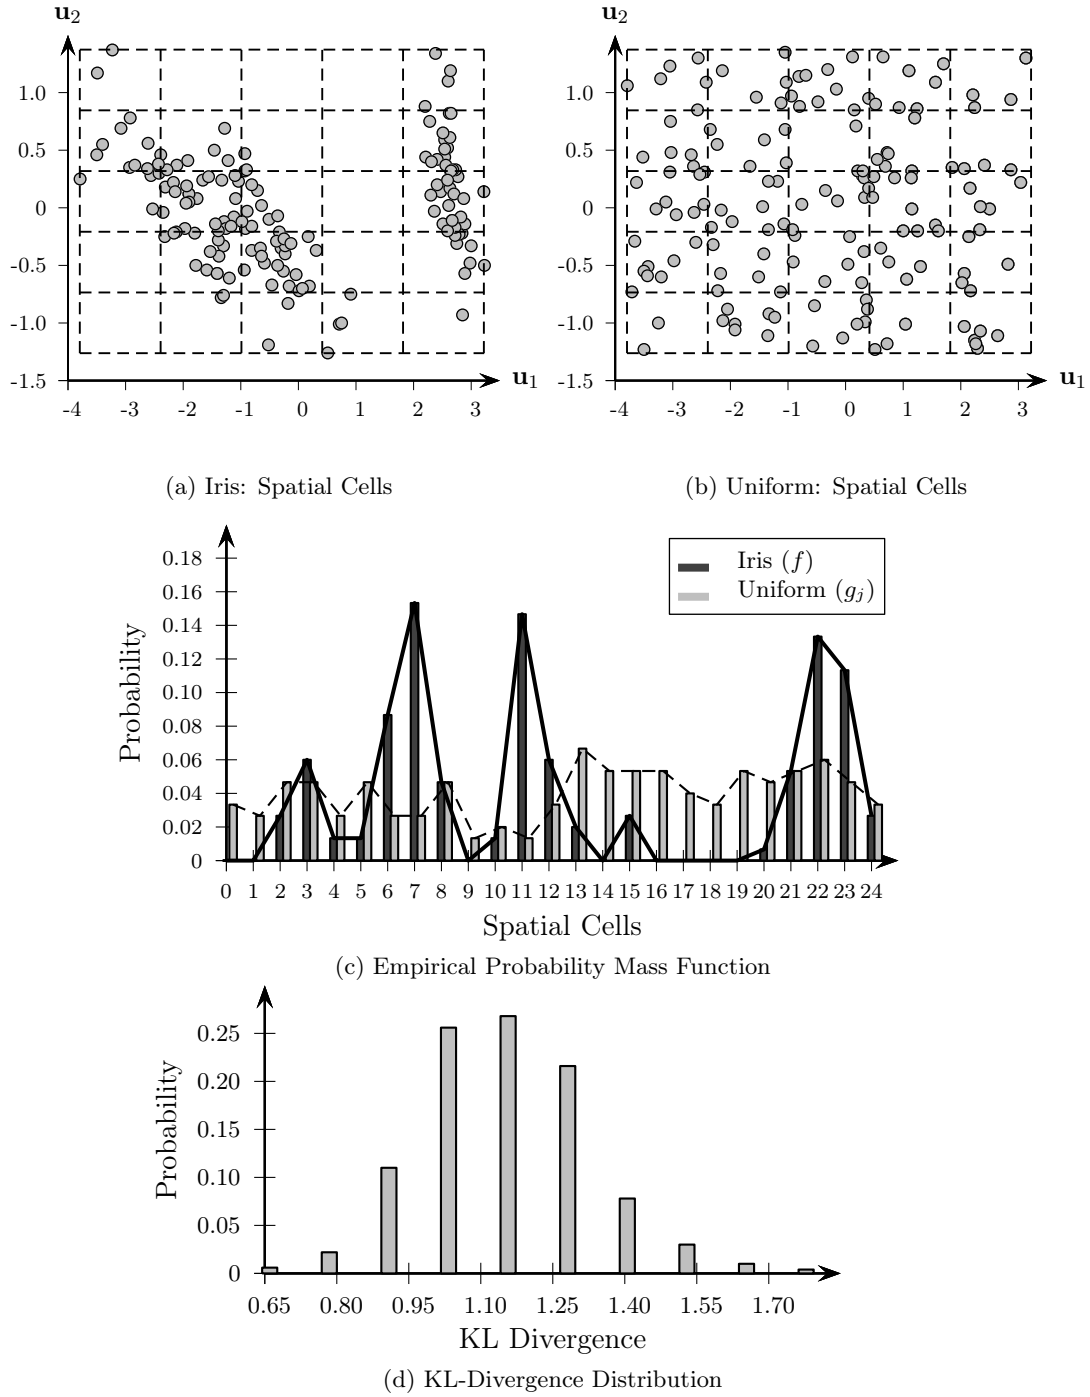 u2 u2
1.0 1.0
0.5 0.5
0 0
-0.5 -0.5
-1.0 -1.0
-1.5 u1 -1.5 u1
-4 -3 -2 -1 0 1 2 3 -4 -3 -2 -1 0 1 2 3
(a) Iris: Spatial Cells (b) Uniform: Spatial Cells
Iris (f)
Uniform (gj)
Probability
0.18
0.16
0.14
0.12
0.10
0.08
0.06
0.04
0.02
0
0 1 2 3 4 5 6 7 8 9 10 11 12 13 14 15 16 17 18 19 20 21 22 23 24
Spatial Cells
(c) Empirical Probability Mass Function
Probability
0.25
0.20
0.15
0.10
0.05
0
0.65 0.80 0.95 1.10 1.25 1.40 1.55 1.70
KL Divergence
(d) KL-Divergence Distribution